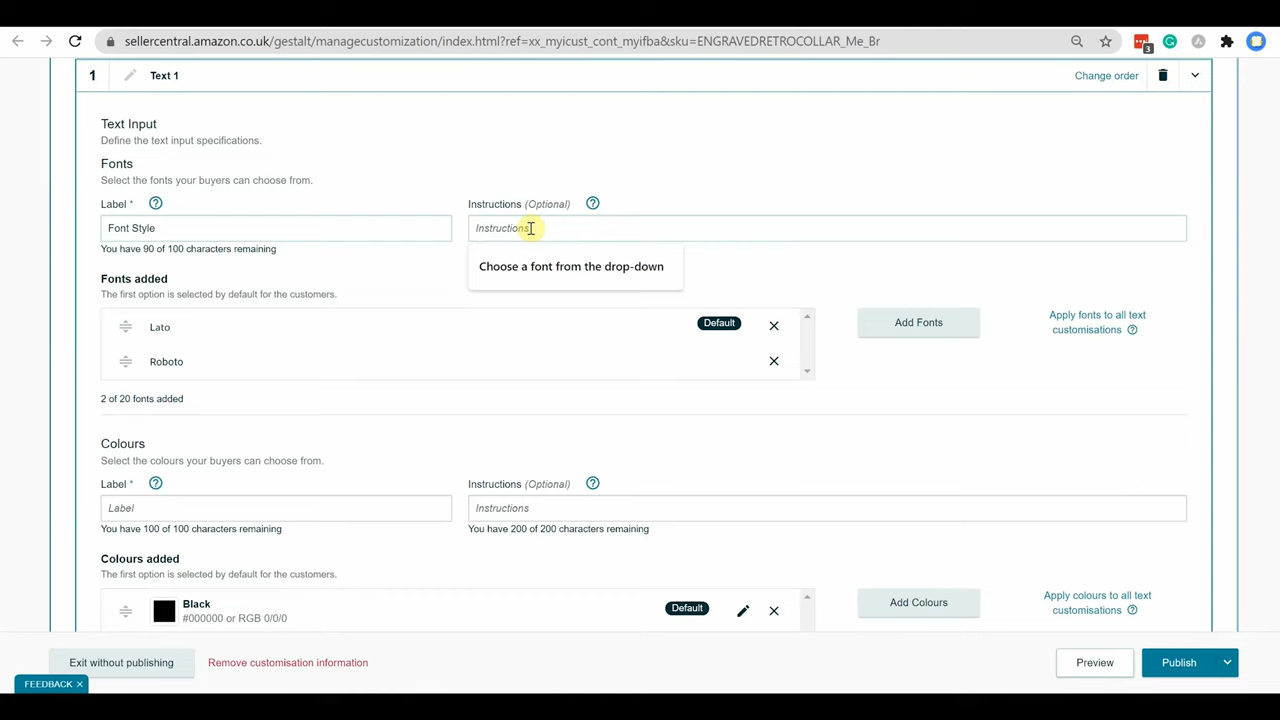 sellercentral.amazon.co.uk/gestalt/managecustomization/index.html?ref=xx_myicust_cont_myifba&sku=ENGRAVEDRETROCOLLAR_Me_Br
3
1 Text 1 Change order
Text Input
Define the text input specifications.
Fonts
Select the fonts your buyers can choose from.
Label * ? Instructions (Optional) ?
Font Style Instructions
You have 90 of 100 characters remaining
Choose a font from the drop-down
Fonts added
The first option is selected by default for the customers.
Lato Default
Roboto
Add Fonts
Apply fonts to all text
customisations ?
2 of 20 fonts added
Colours
Select the colours your buyers can choose from.
Label * ? Instructions (Optional) ?
Label Instructions
You have 100 of 100 characters remaining You have 200 of 200 characters remaining
Colours added
The first option is selected by default for the customers.
Black Default
#000000 or RGB 0/0/0
Add Colours
Apply colours to all text
customisations ?
Exit without publishing Remove customisation information Preview Publish
FEEDBACK ×